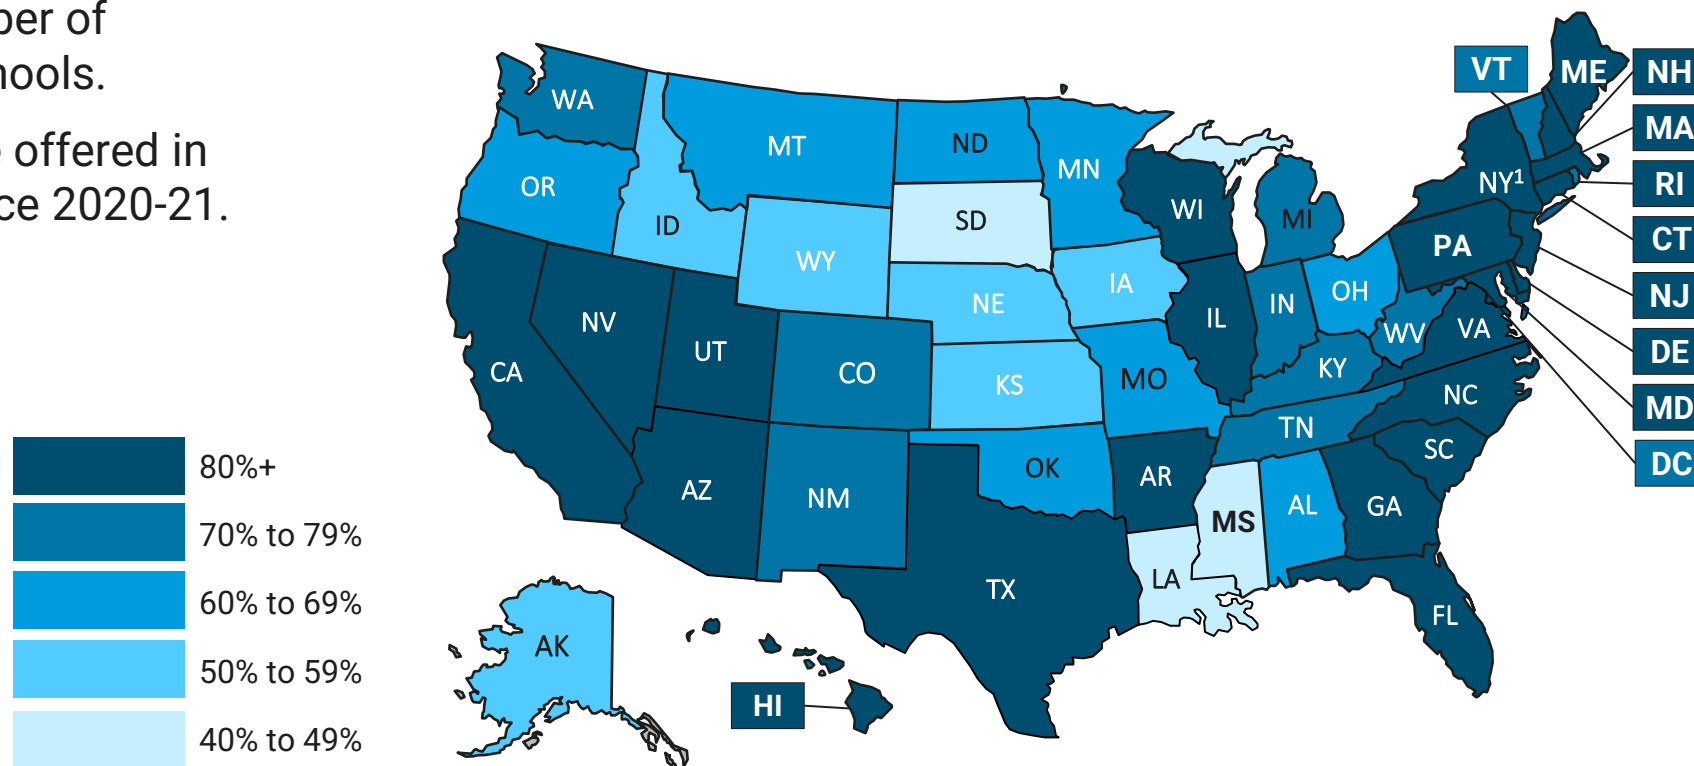 ber of
hools.
e offered in
ce 2020-21.
80%+
70% to 79%
60% to 69%
50% to 59%
40% to 49%
WA
OR
CA
NV
ID
MT
WY
UT
CO
AZ
NM
ND
SD
NE
KS
OK
TX
MN
IA
MO
AR
LA
WI
IL
MI
IN
OH
KY
TN
MS
AL
GA
FL
SC
NC
VA
WV
PA
NY¹
VT
ME
NH
MA
RI
CT
NJ
DE
MD
DC
AK
HI